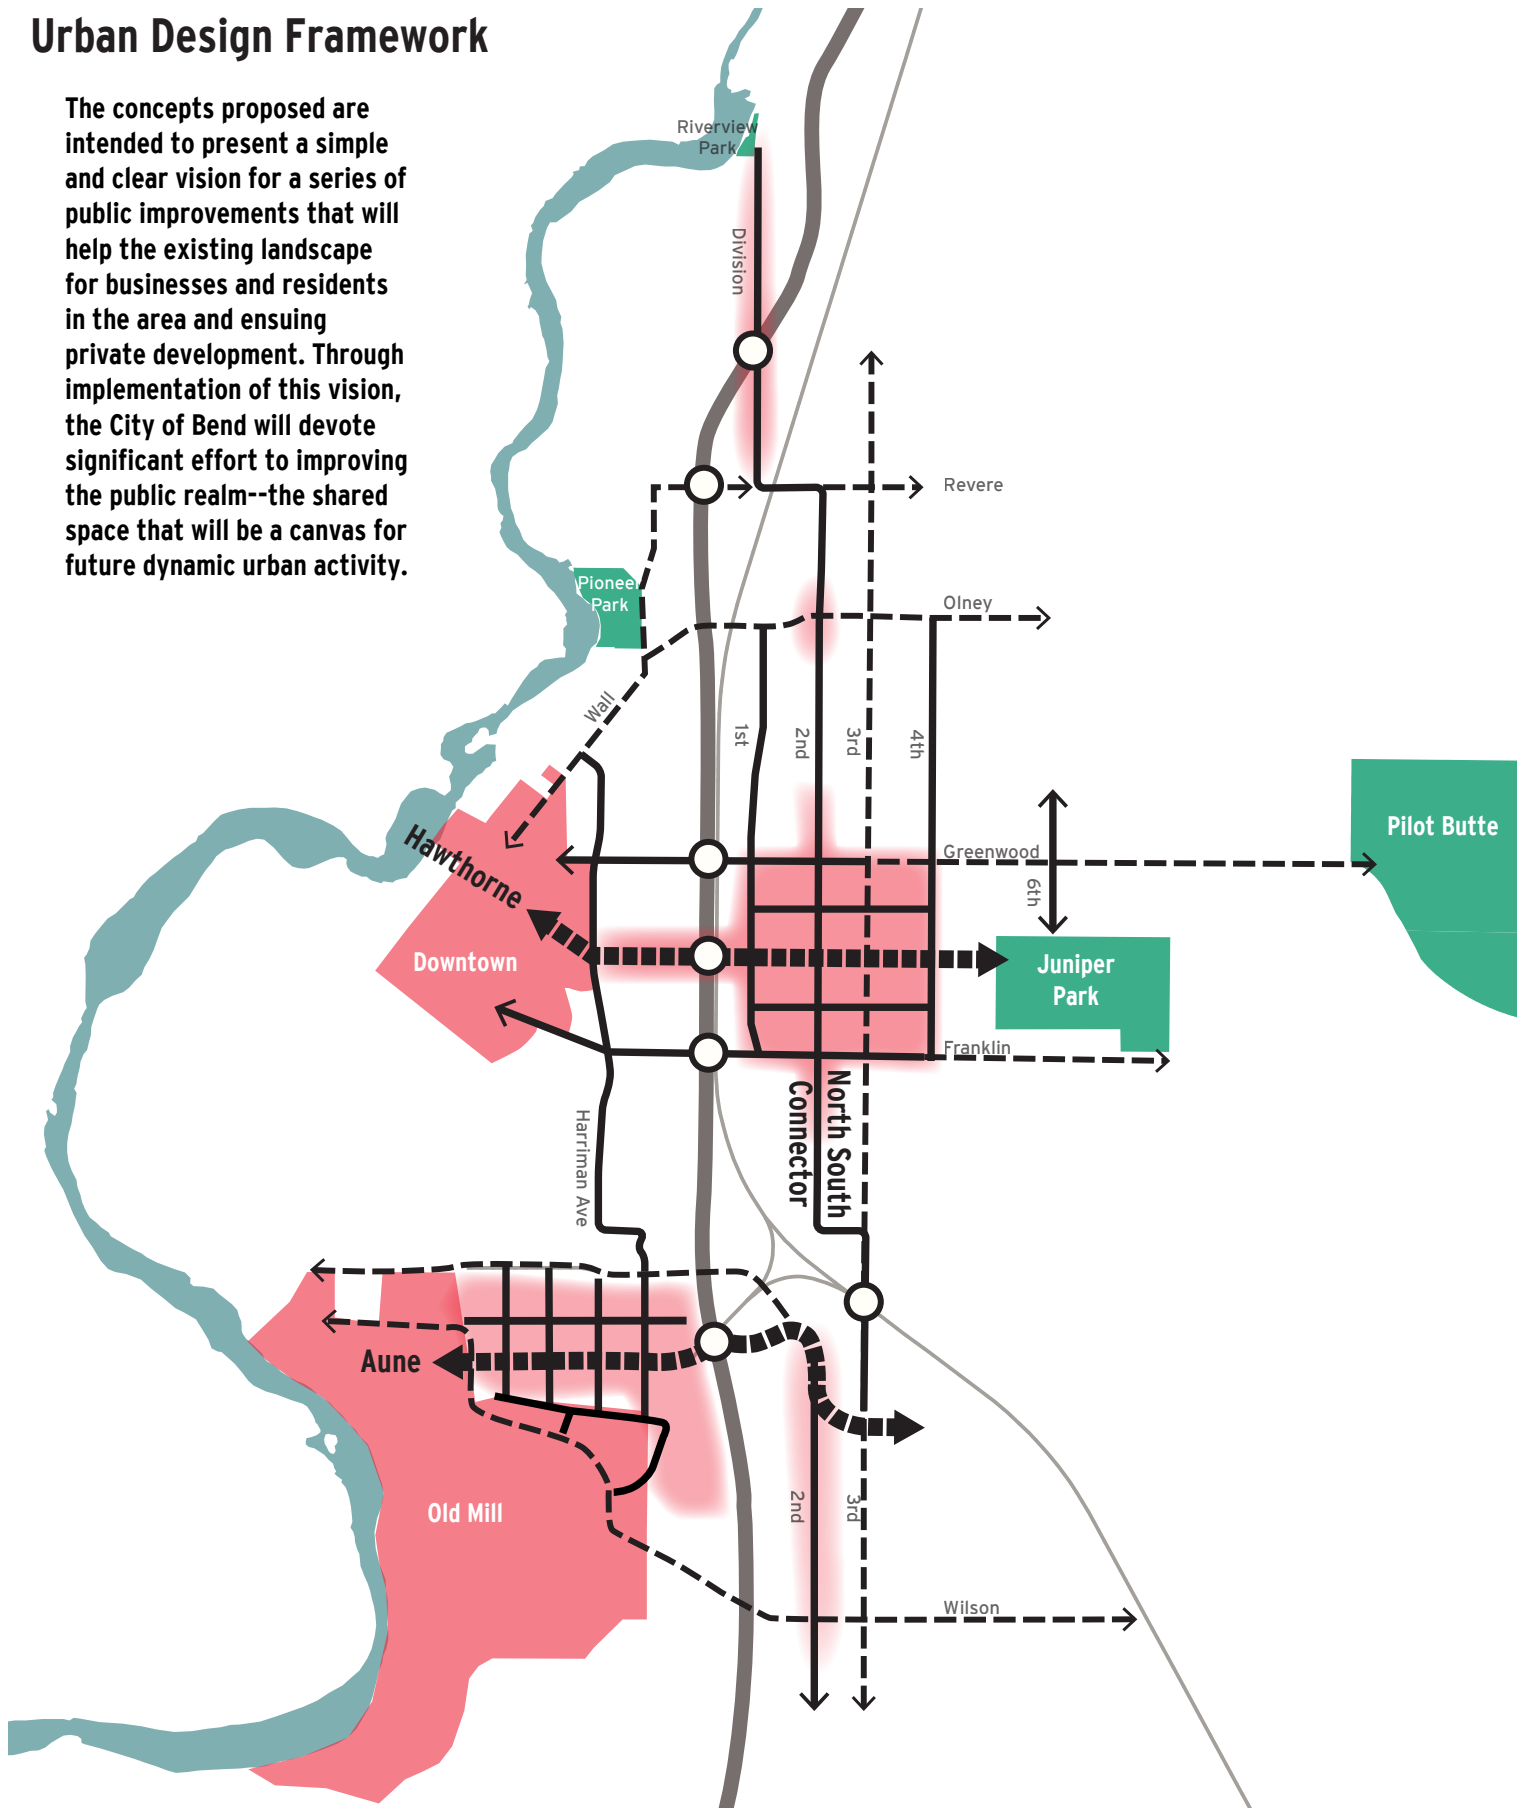 Urban Design Framework
The concepts proposed are
intended to present a simple
and clear vision for a series of
public improvements that will
help the existing landscape
for businesses and residents
in the area and ensuing
private development. Through
implementation of this vision,
the City of Bend will devote
significant effort to improving
the public realm--the shared
space that will be a canvas for
future dynamic urban activity.
Riverview
Park
Division
Revere
Pioneer
Park
Olney
Wall
1st
2nd
3rd
4th
Pilot Butte
Hawthorne
Greenwood
6th
Downtown
Juniper
Park
Franklin
North South
Connector
Harriman Ave
Aune
Old Mill
2nd
3rd
Wilson